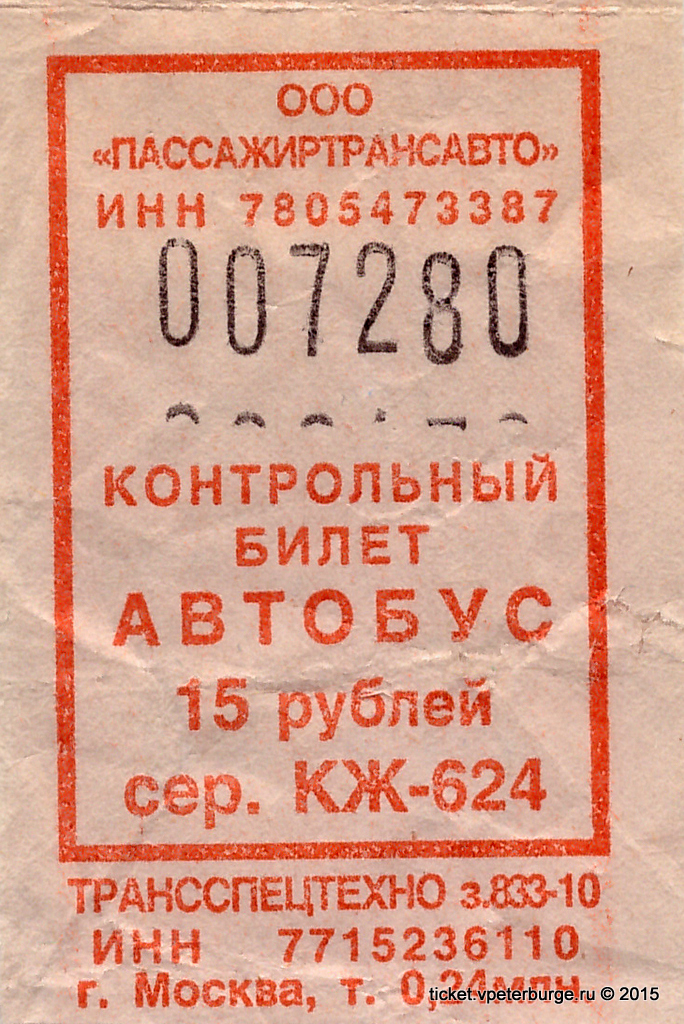 ООО
«ПАССАЖИРТРАНСАВТО»
ИНН 7805473387
007280
КОНТРОЛЬНЫЙ
БИЛЕТ
АВТОБУС
15 рублей
сер. КЖ-624
ТРАНССПЕЦТЕХНО з.833-10
ИНН 7715236110
г. Москва, т. 0,24млн.
ticket.vpeterburge.ru © 2015